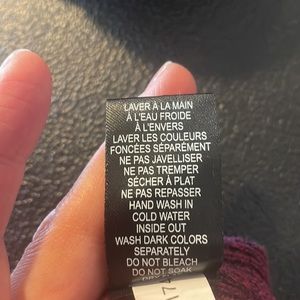 LAVER À LA MAIN
À L'EAU FROIDE
À L'ENVERS
LAVER LES COULEURS
FONCÉES SÉPARÉMENT
NE PAS JAVELLISER
NE PAS TREMPER
SÉCHER À PLAT
NE PAS REPASSER
HAND WASH IN
COLD WATER
INSIDE OUT
WASH DARK COLORS
SEPARATELY
DO NOT BLEACH
DO NOT SOAK